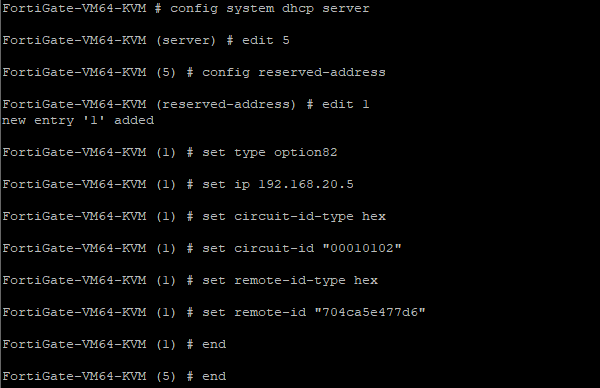 FortiGate-VM64-KVM # config system dhcp server
FortiGate-VM64-KVM (server) # edit 5
FortiGate-VM64-KVM (5) # config reserved-address
FortiGate-VM64-KVM (reserved-address) # edit 1
new entry '1' added
FortiGate-VM64-KVM (1) # set type option82
FortiGate-VM64-KVM (1) # set ip 192.168.20.5
FortiGate-VM64-KVM (1) # set circuit-id-type hex
FortiGate-VM64-KVM (1) # set circuit-id "00010102"
FortiGate-VM64-KVM (1) # set remote-id-type hex
FortiGate-VM64-KVM (1) # set remote-id "704ca5e477d6"
FortiGate-VM64-KVM (1) # end
FortiGate-VM64-KVM (5) # end